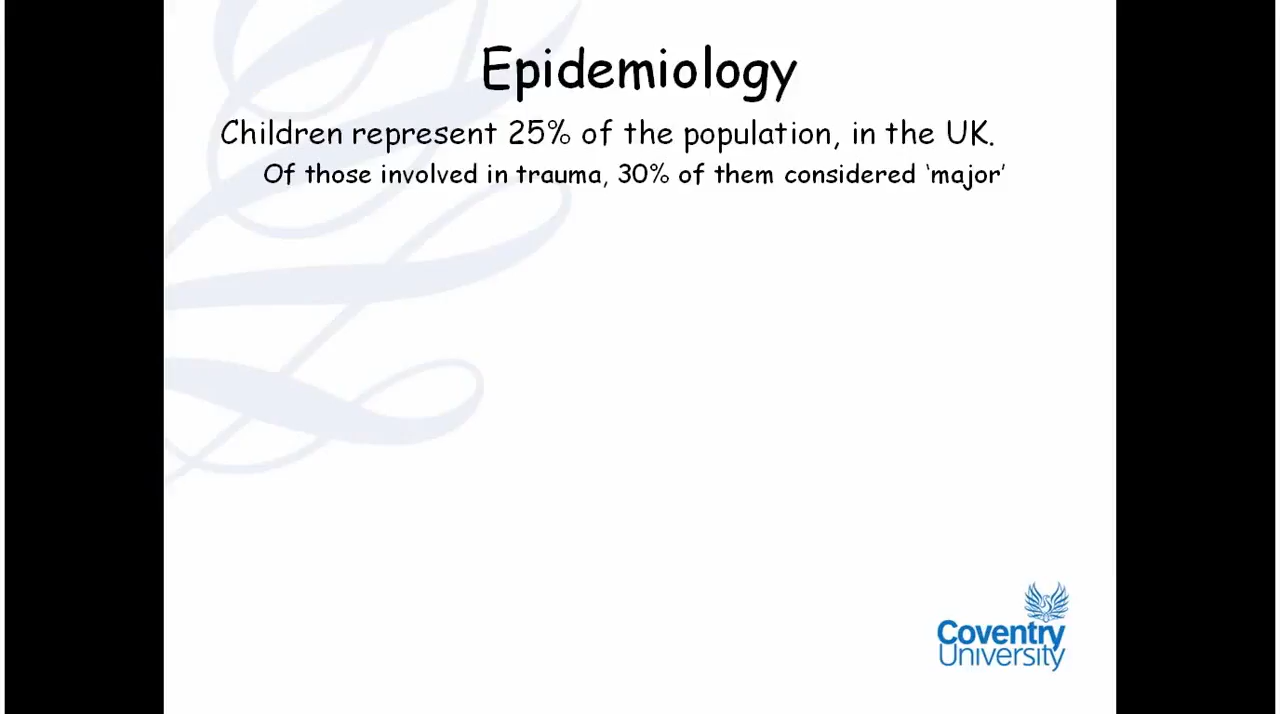 Epidemiology
Children represent 25% of the population, in the UK.
Of those involved in trauma, 30% of them considered ‘major’
Coventry
University